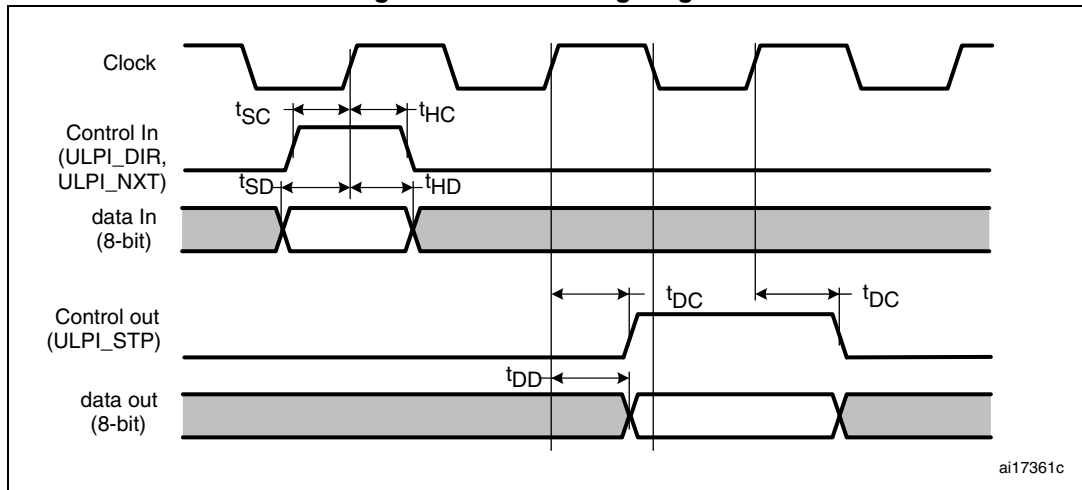 Clock
tSC
tHC
Control In
(ULPI_DIR,
ULPI_NXT)
tSD
tHD
data In
(8-bit)
tDC
tDC
Control out
(ULPI_STP)
tDD
data out
(8-bit)
ai17361c